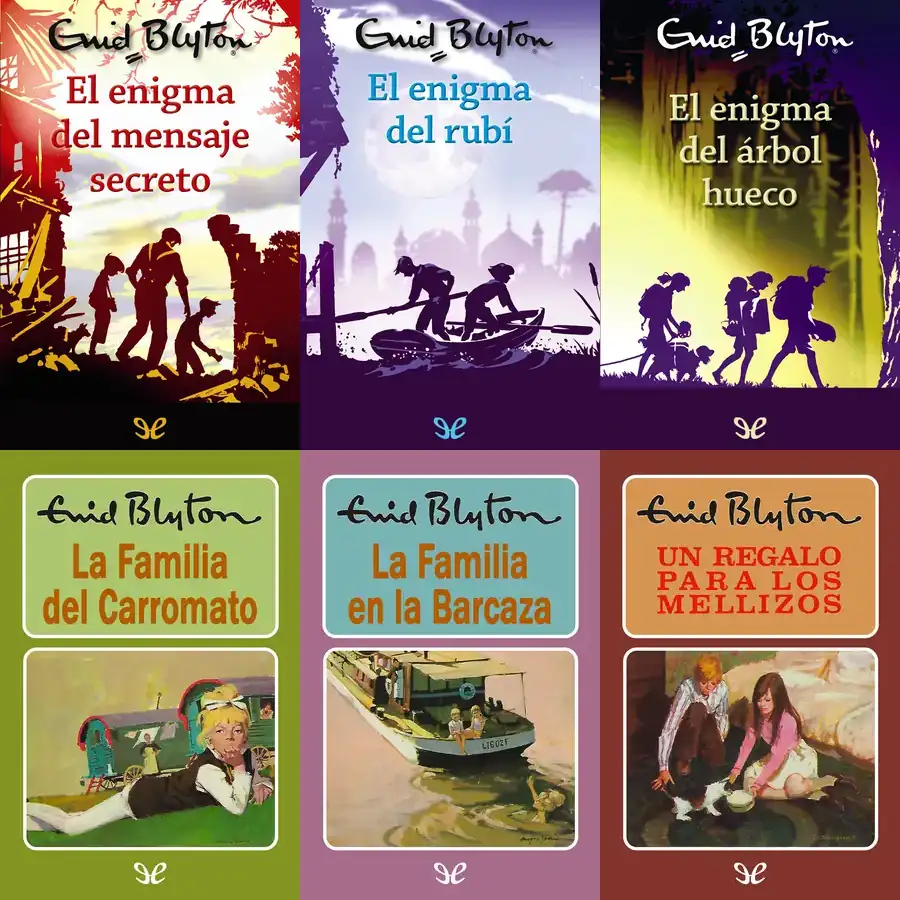 Enid Blyton
El enigma
del mensaje
secreto
Enid Blyton
El enigma
del rubí
Enid Blyton
El enigma
del árbol
hueco
Enid Blyton
La Familia
del Carromato
Enid Blyton
La Familia
en la Barcaza
Enid Blyton
UN REGALO
PARA LOS
MELLIZOS